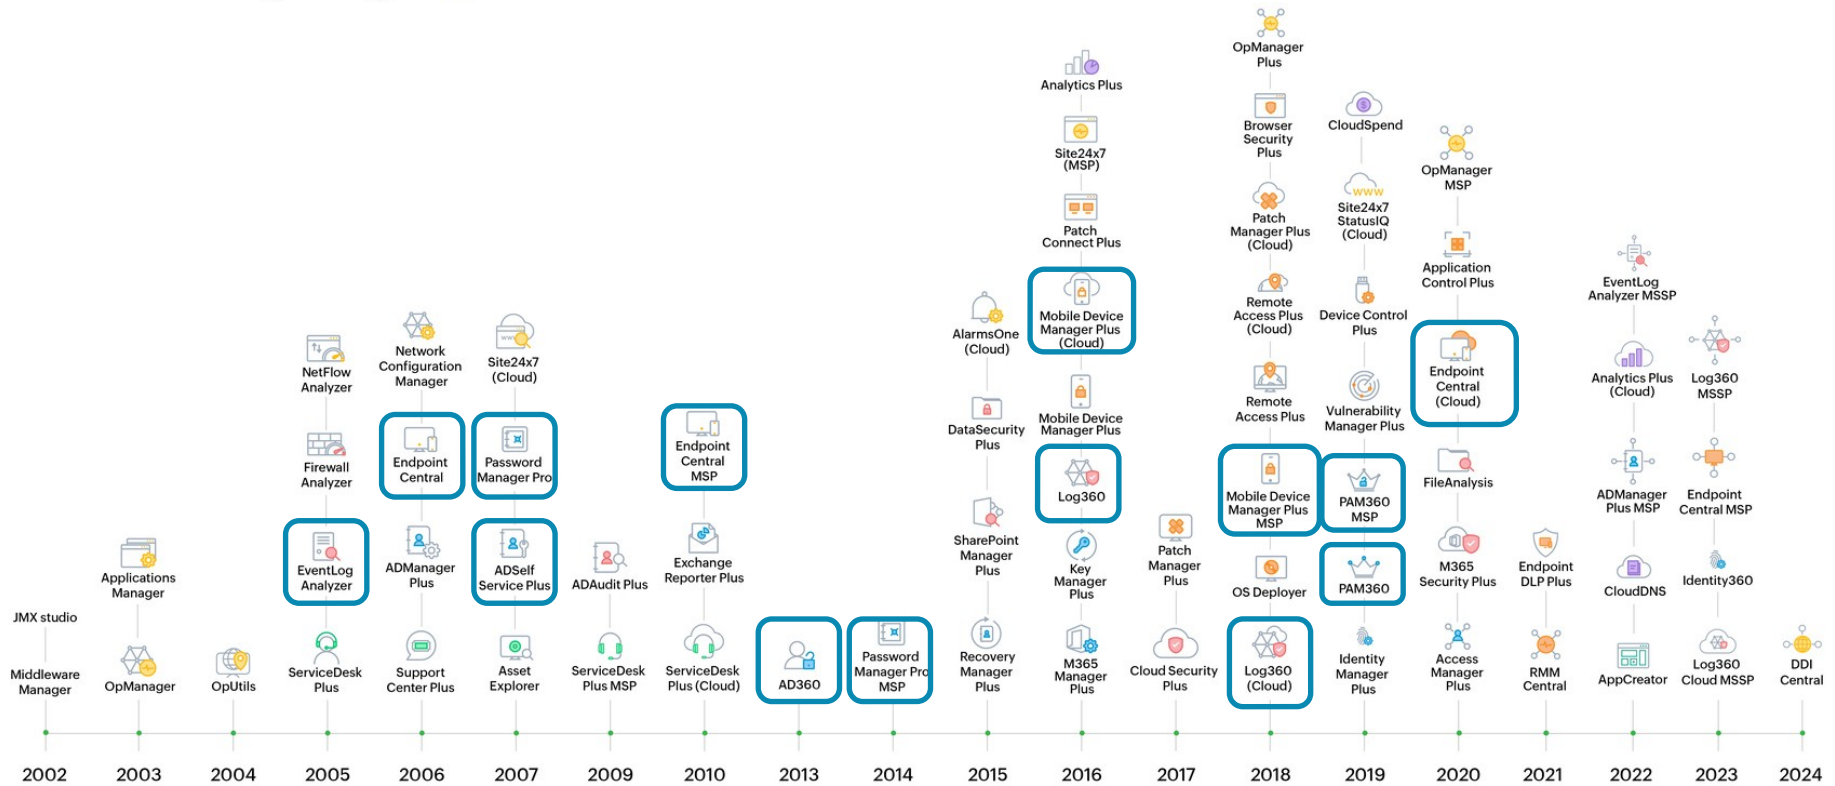 JMX studio
Middleware
Manager
2002
Applications
Manager
OpManager
2003
OpUtils
2004
NetFlow
Analyzer
Firewall
Analyzer
EventLog
Analyzer
ServiceDesk
Plus
2005
Network
Configuration
Manager
Endpoint
Central
ADManager
Plus
Support
Center Plus
2006
www
Site24x7
(Cloud)
Password
Manager Pro
ADSelf
Service Plus
Asset
Explorer
2007
ADAudit Plus
ServiceDesk
Plus MSP
2009
Endpoint
Central
MSP
Exchange
Reporter Plus
ServiceDesk
Plus (Cloud)
2010
AD360
2013
Password
Manager Pro
MSP
2014
AlarmsOne
(Cloud)
DataSecurity
Plus
SharePoint
Manager
Plus
Recovery
Manager
Plus
2015
Analytics Plus
Site24x7
(MSP)
Patch
Connect Plus
Mobile Device
Manager Plus
(Cloud)
Mobile Device
Manager Plus
Log360
Key
Manager
Plus
M365
Manager
Plus
2016
Patch
Manager
Plus
Cloud Security
Plus
2017
OpManager
Plus
Browser
Security
Plus
Patch
Manager Plus
(Cloud)
Remote
Access Plus
(Cloud)
Remote
Access Plus
Mobile Device
Manager Plus
MSP
OS Deployer
Log360
(Cloud)
2018
$
CloudSpend
www
Site24x7
StatusIQ
(Cloud)
Device Control
Plus
Vulnerability
Manager Plus
PAM360
MSP
PAM360
Identity
Manager
Plus
2019
OpManager
MSP
Application
Control Plus
Endpoint
Central
(Cloud)
FileAnalysis
M365
Security Plus
Access
Manager
Plus
2020
Endpoint
DLP Plus
RMM
Central
2021
EventLog
Analyzer MSSP
Analytics Plus
(Cloud)
ADManager
Plus MSP
CloudDNS
AppCreator
2022
Log360
MSSP
Endpoint
Central MSP
Identity360
Log360
Cloud MSSP
2023
DDI
Central
2024